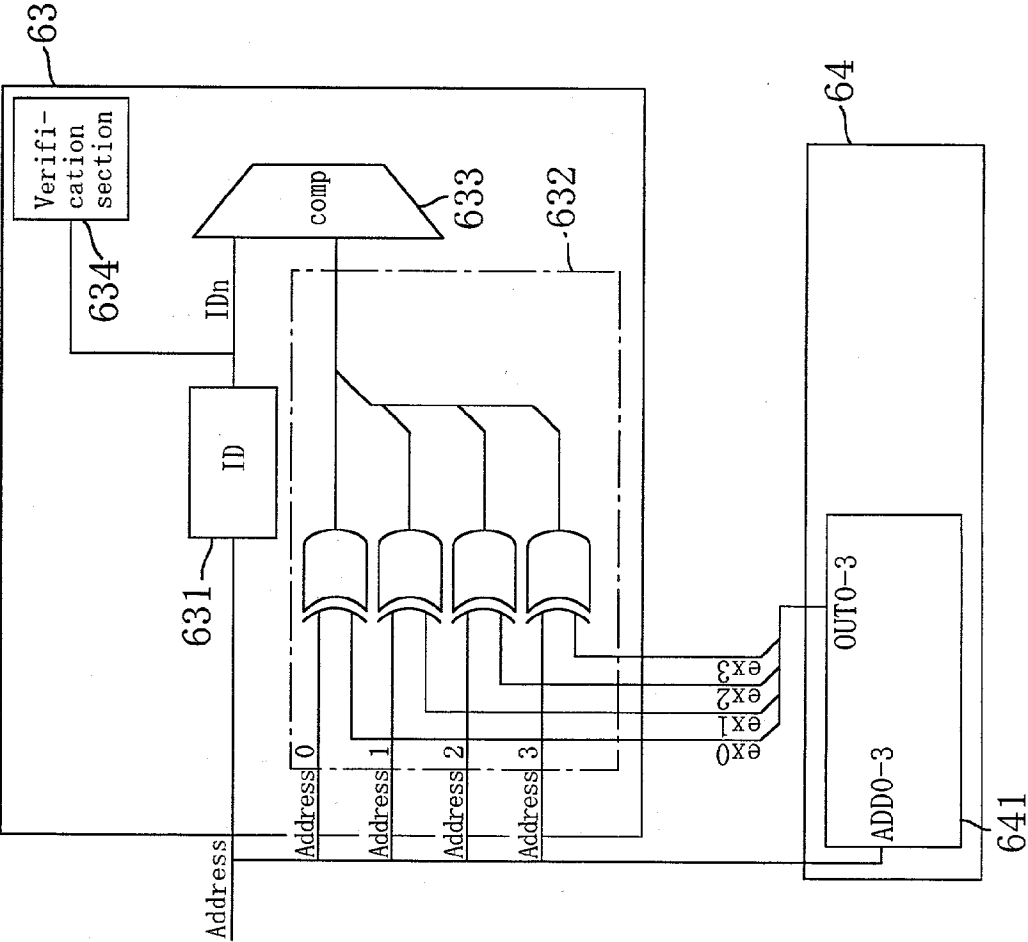 63
Verifi-
cation
section
634
comp
633
IDn
632
ID
631
64
OUT0-3
ex3
ex2
ex1
ex0
Address 0
Address 1
Address 2
Address 3
ADD0-3
641
Address